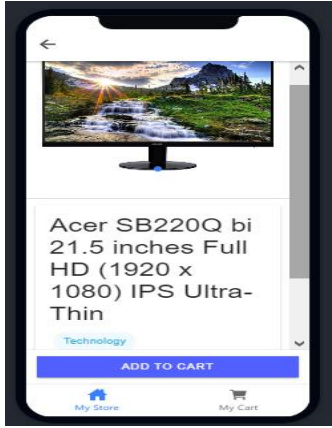 Acer SB220Q bi
21.5 inches Full
HD (1920 x
1080) IPS Ultra-
Thin
Technology
ADD TO CART
My Store
My Cart